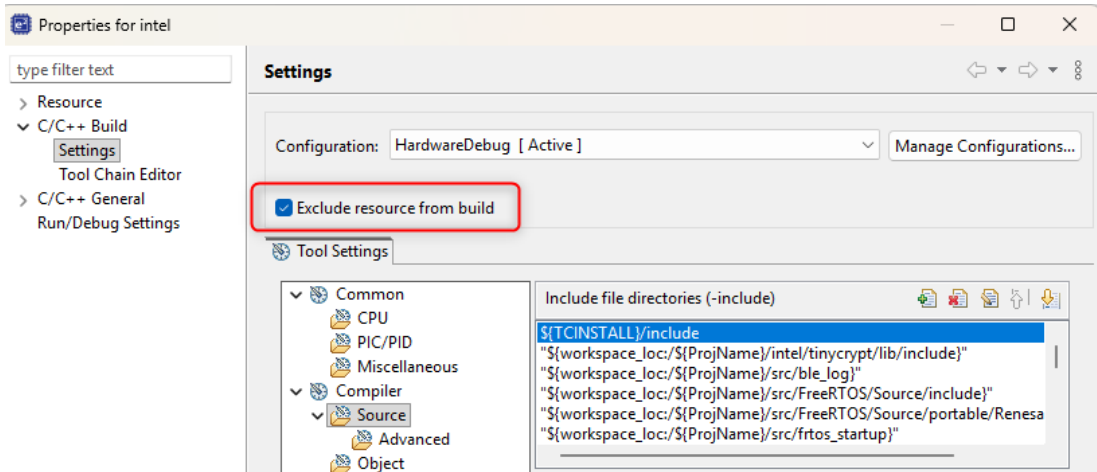 Properties for intel
type filter text
Resource
C/C++ Build
Settings
Tool Chain Editor
C/C++ General
Run/Debug Settings
Settings
Configuration: HardwareDebug [ Active ]
Manage Configurations...
Exclude resource from build
Tool Settings
Common
CPU
PIC/PID
Miscellaneous
Compiler
Source
Advanced
Object
Include file directories (-include)
${TCINSTALL}/include
"${workspace_loc:/${ProjName}/intel/tinycrypt/lib/include}"
"${workspace_loc:/${ProjName}/src/ble_log}"
"${workspace_loc:/${ProjName}/src/FreeRTOS/Source/include}"
"${workspace_loc:/${ProjName}/src/FreeRTOS/Source/portable/Renesa
"${workspace_loc:/${ProjName}/src/frtos_startup}"